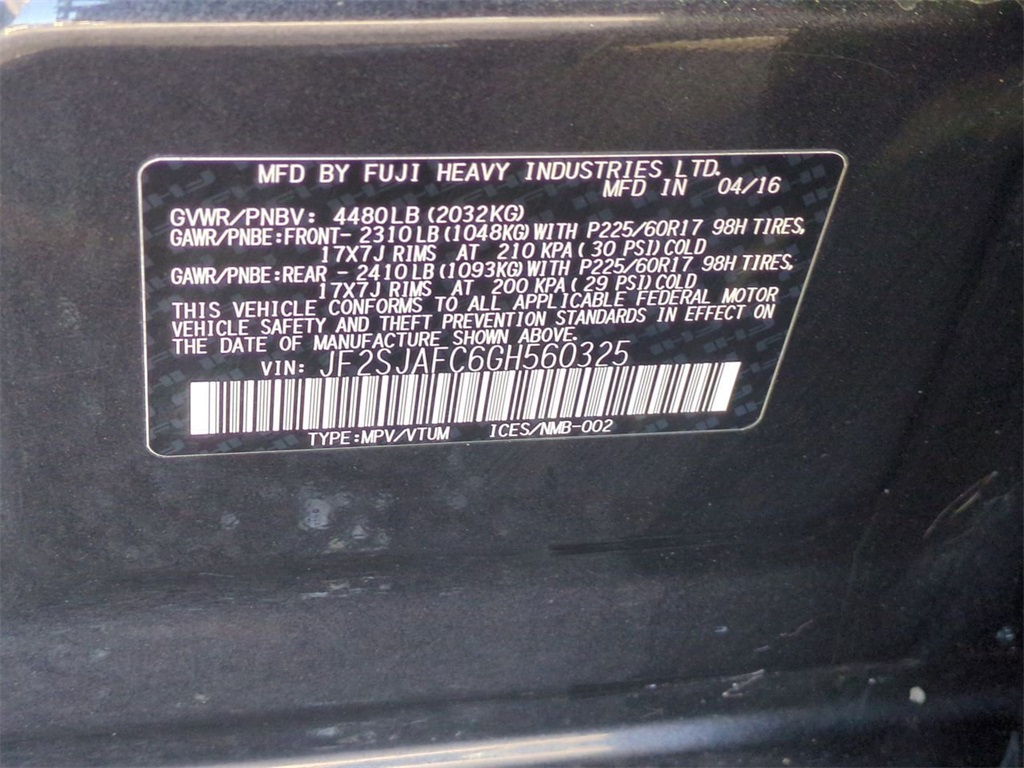 MFD BY FUJI HEAVY INDUSTRIES LTD.
MFD IN 04/16
GVWR/PNBV: 4480LB (2032KG)
GAWR/PNBE:FRONT- 2310LB (1048KG) WITH P225/60R17 98H TIRES,
17X7J RIMS AT 210 KPA (30 PSI) COLD
GAWR/PNBE:REAR - 2410LB (1093KG) WITH P225/60R17 98H TIRES,
17X7J RIMS AT 200 KPA (29 PSI) COLD
THIS VEHICLE CONFORMS TO ALL APPLICABLE FEDERAL MOTOR
VEHICLE SAFETY AND THEFT PREVENTION STANDARDS IN EFFECT ON
THE DATE OF MANUFACTURE SHOWN ABOVE.
VIN: JF2SJAFC6GH560325
TYPE:MPV/VTUM ICES/NMB-002